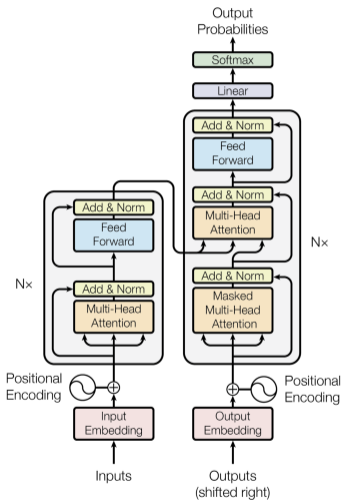 Output
Probabilities
Softmax
Linear
Add & Norm
Feed
Forward
Add & Norm
Multi-Head
Attention
Add & Norm
Masked
Multi-Head
Attention
N×
Add & Norm
Feed
Forward
Add & Norm
Multi-Head
Attention
N×
Positional
Encoding
Positional
Encoding
Input
Embedding
Output
Embedding
Inputs
Outputs
(shifted right)